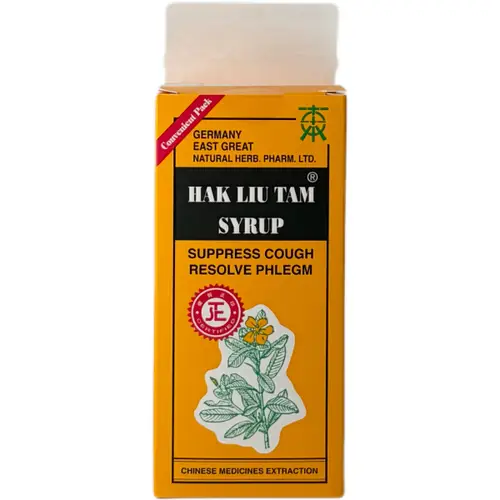 Convenient Pack
GERMANY
EAST GREAT
NATURAL HERB. PHARM. LTD.
HAK LIU TAM ®
SYRUP
SUPPRESS COUGH
RESOLVE PHLEGM
CERTIFIED
CHINESE MEDICINES EXTRACTION